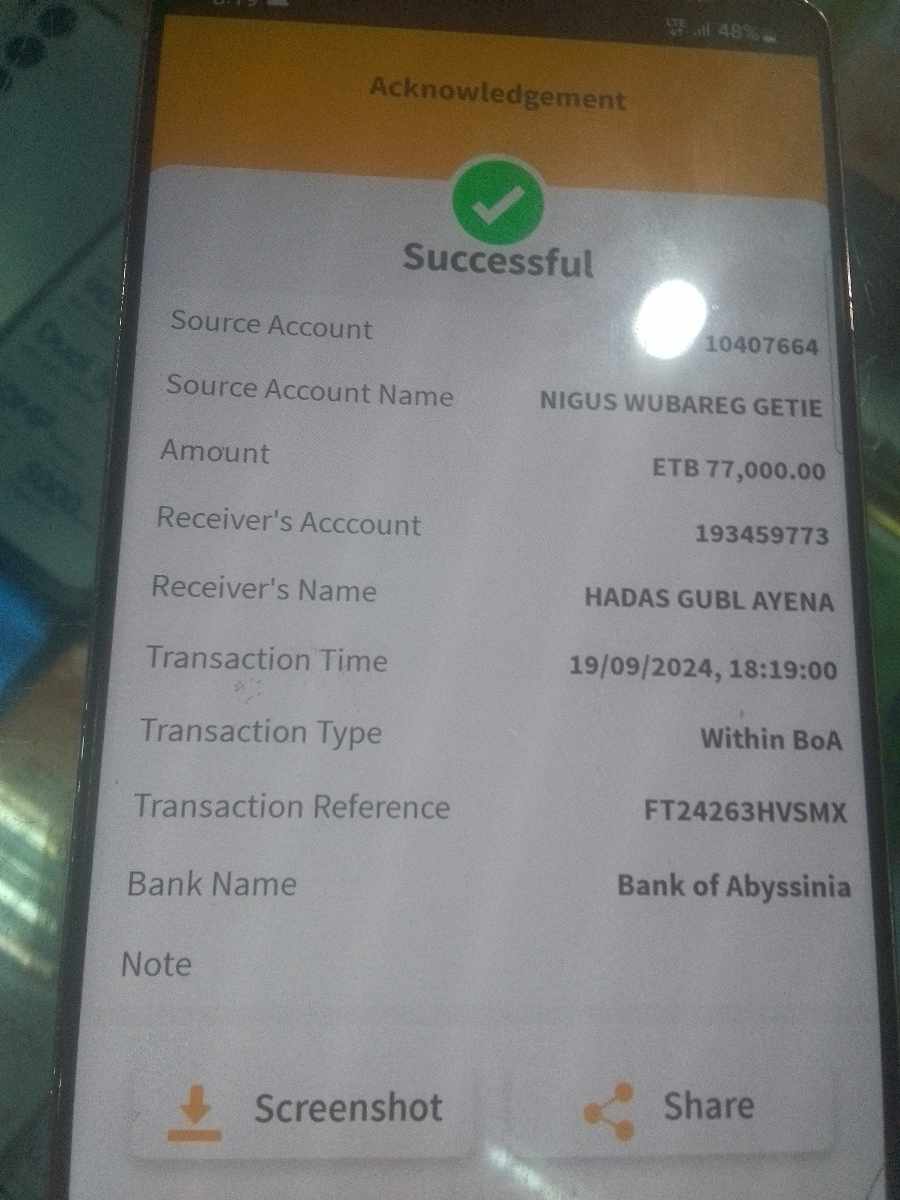 48%
Acknowledgement
Successful
Source Account 10407664
Source Account Name NIGUS WUBAREG GETIE
Amount ETB 77,000.00
Receiver's Acccount 193459773
Receiver's Name HADAS GUBL AYENA
Transaction Time 19/09/2024, 18:19:00
Transaction Type Within BoA
Transaction Reference FT24263HVSMX
Bank Name Bank of Abyssinia
Note
Screenshot Share